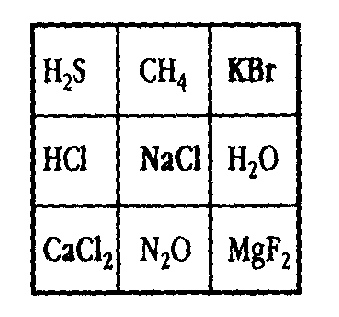 H₂S CH₄ KBr
HCl NaCl H₂O
CaCl₂ N₂O MgF₂